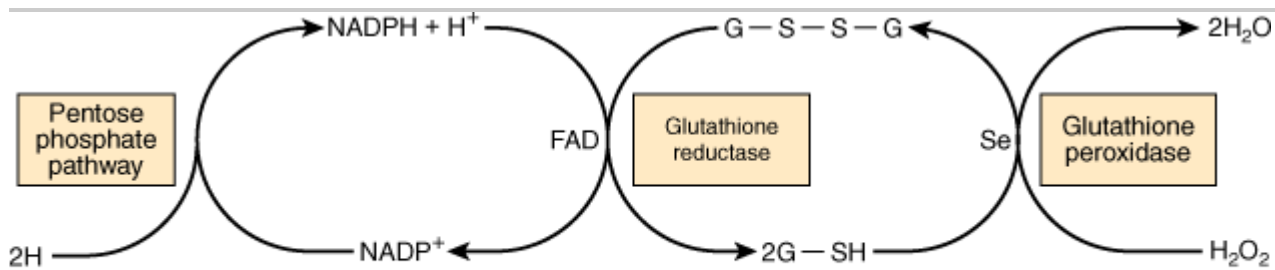 NADPH + H⁺
G — S — S — G
2H₂O
Pentose
phosphate
pathway
FAD
Glutathione
reductase
Se
Glutathione
peroxidase
2H
NADP⁺
2G — SH
H₂O₂